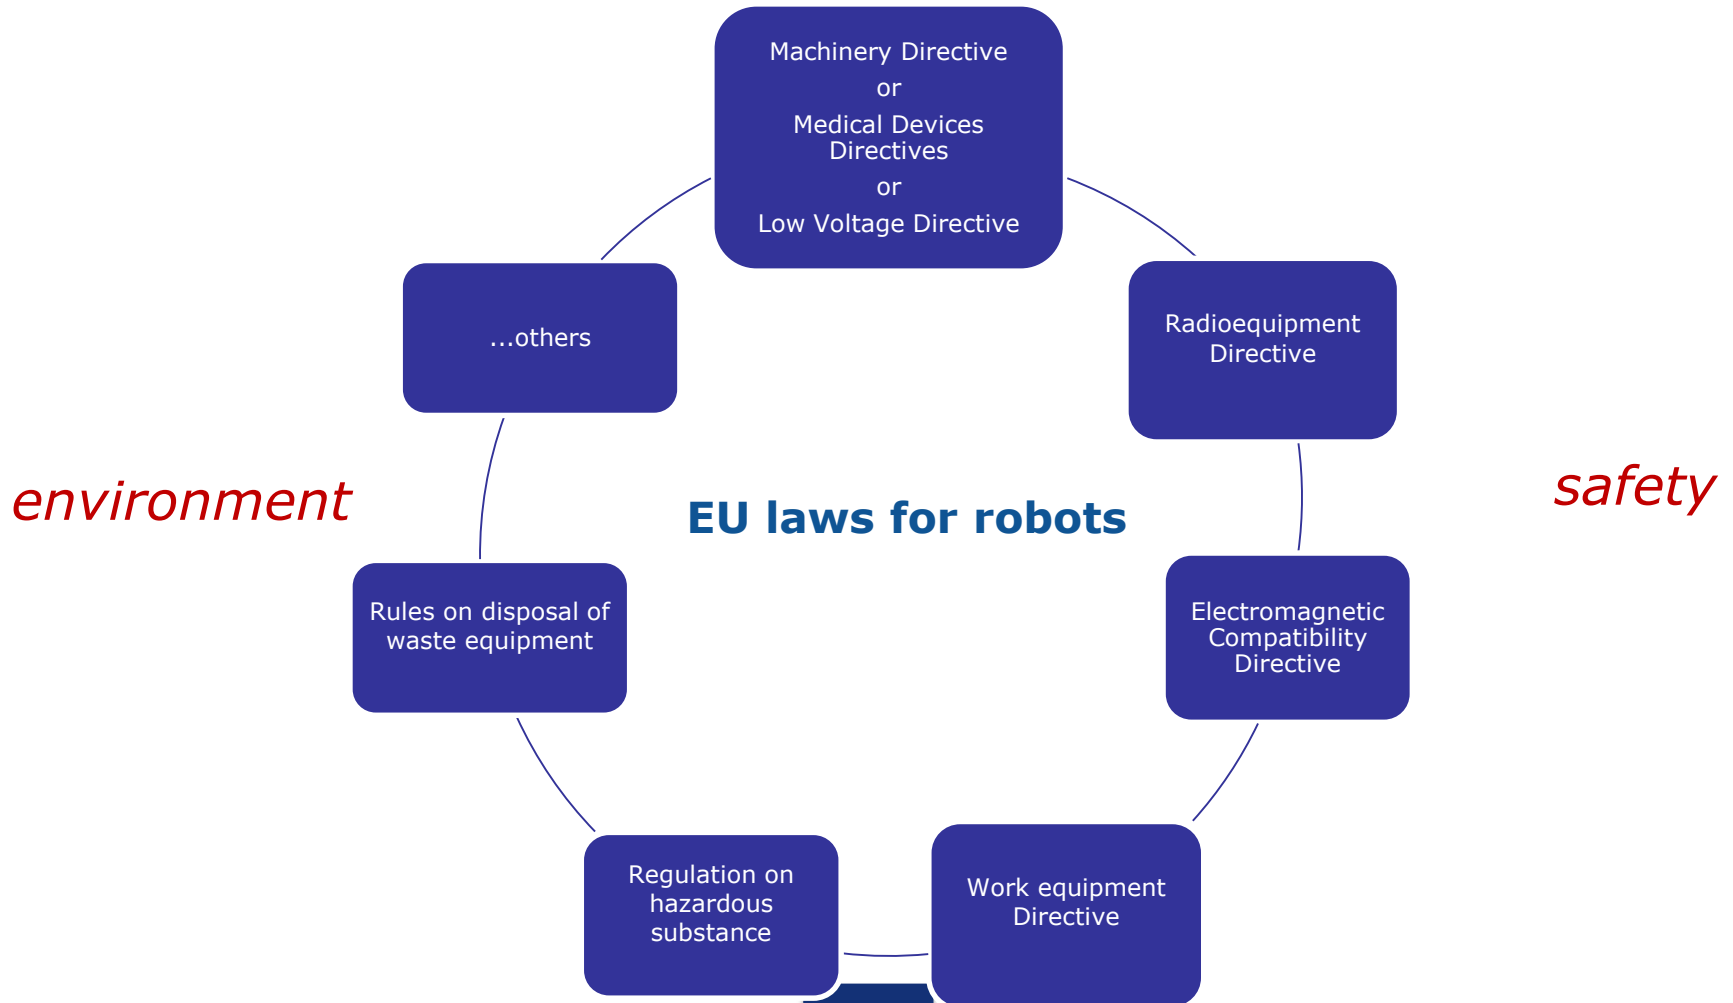 Machinery Directive
or
Medical Devices
Directives
or
Low Voltage Directive
Radioequipment
Directive
Electromagnetic
Compatibility
Directive
Work equipment
Directive
Regulation on
hazardous
substance
Rules on disposal of
waste equipment
...others
environment
EU laws for robots
safety